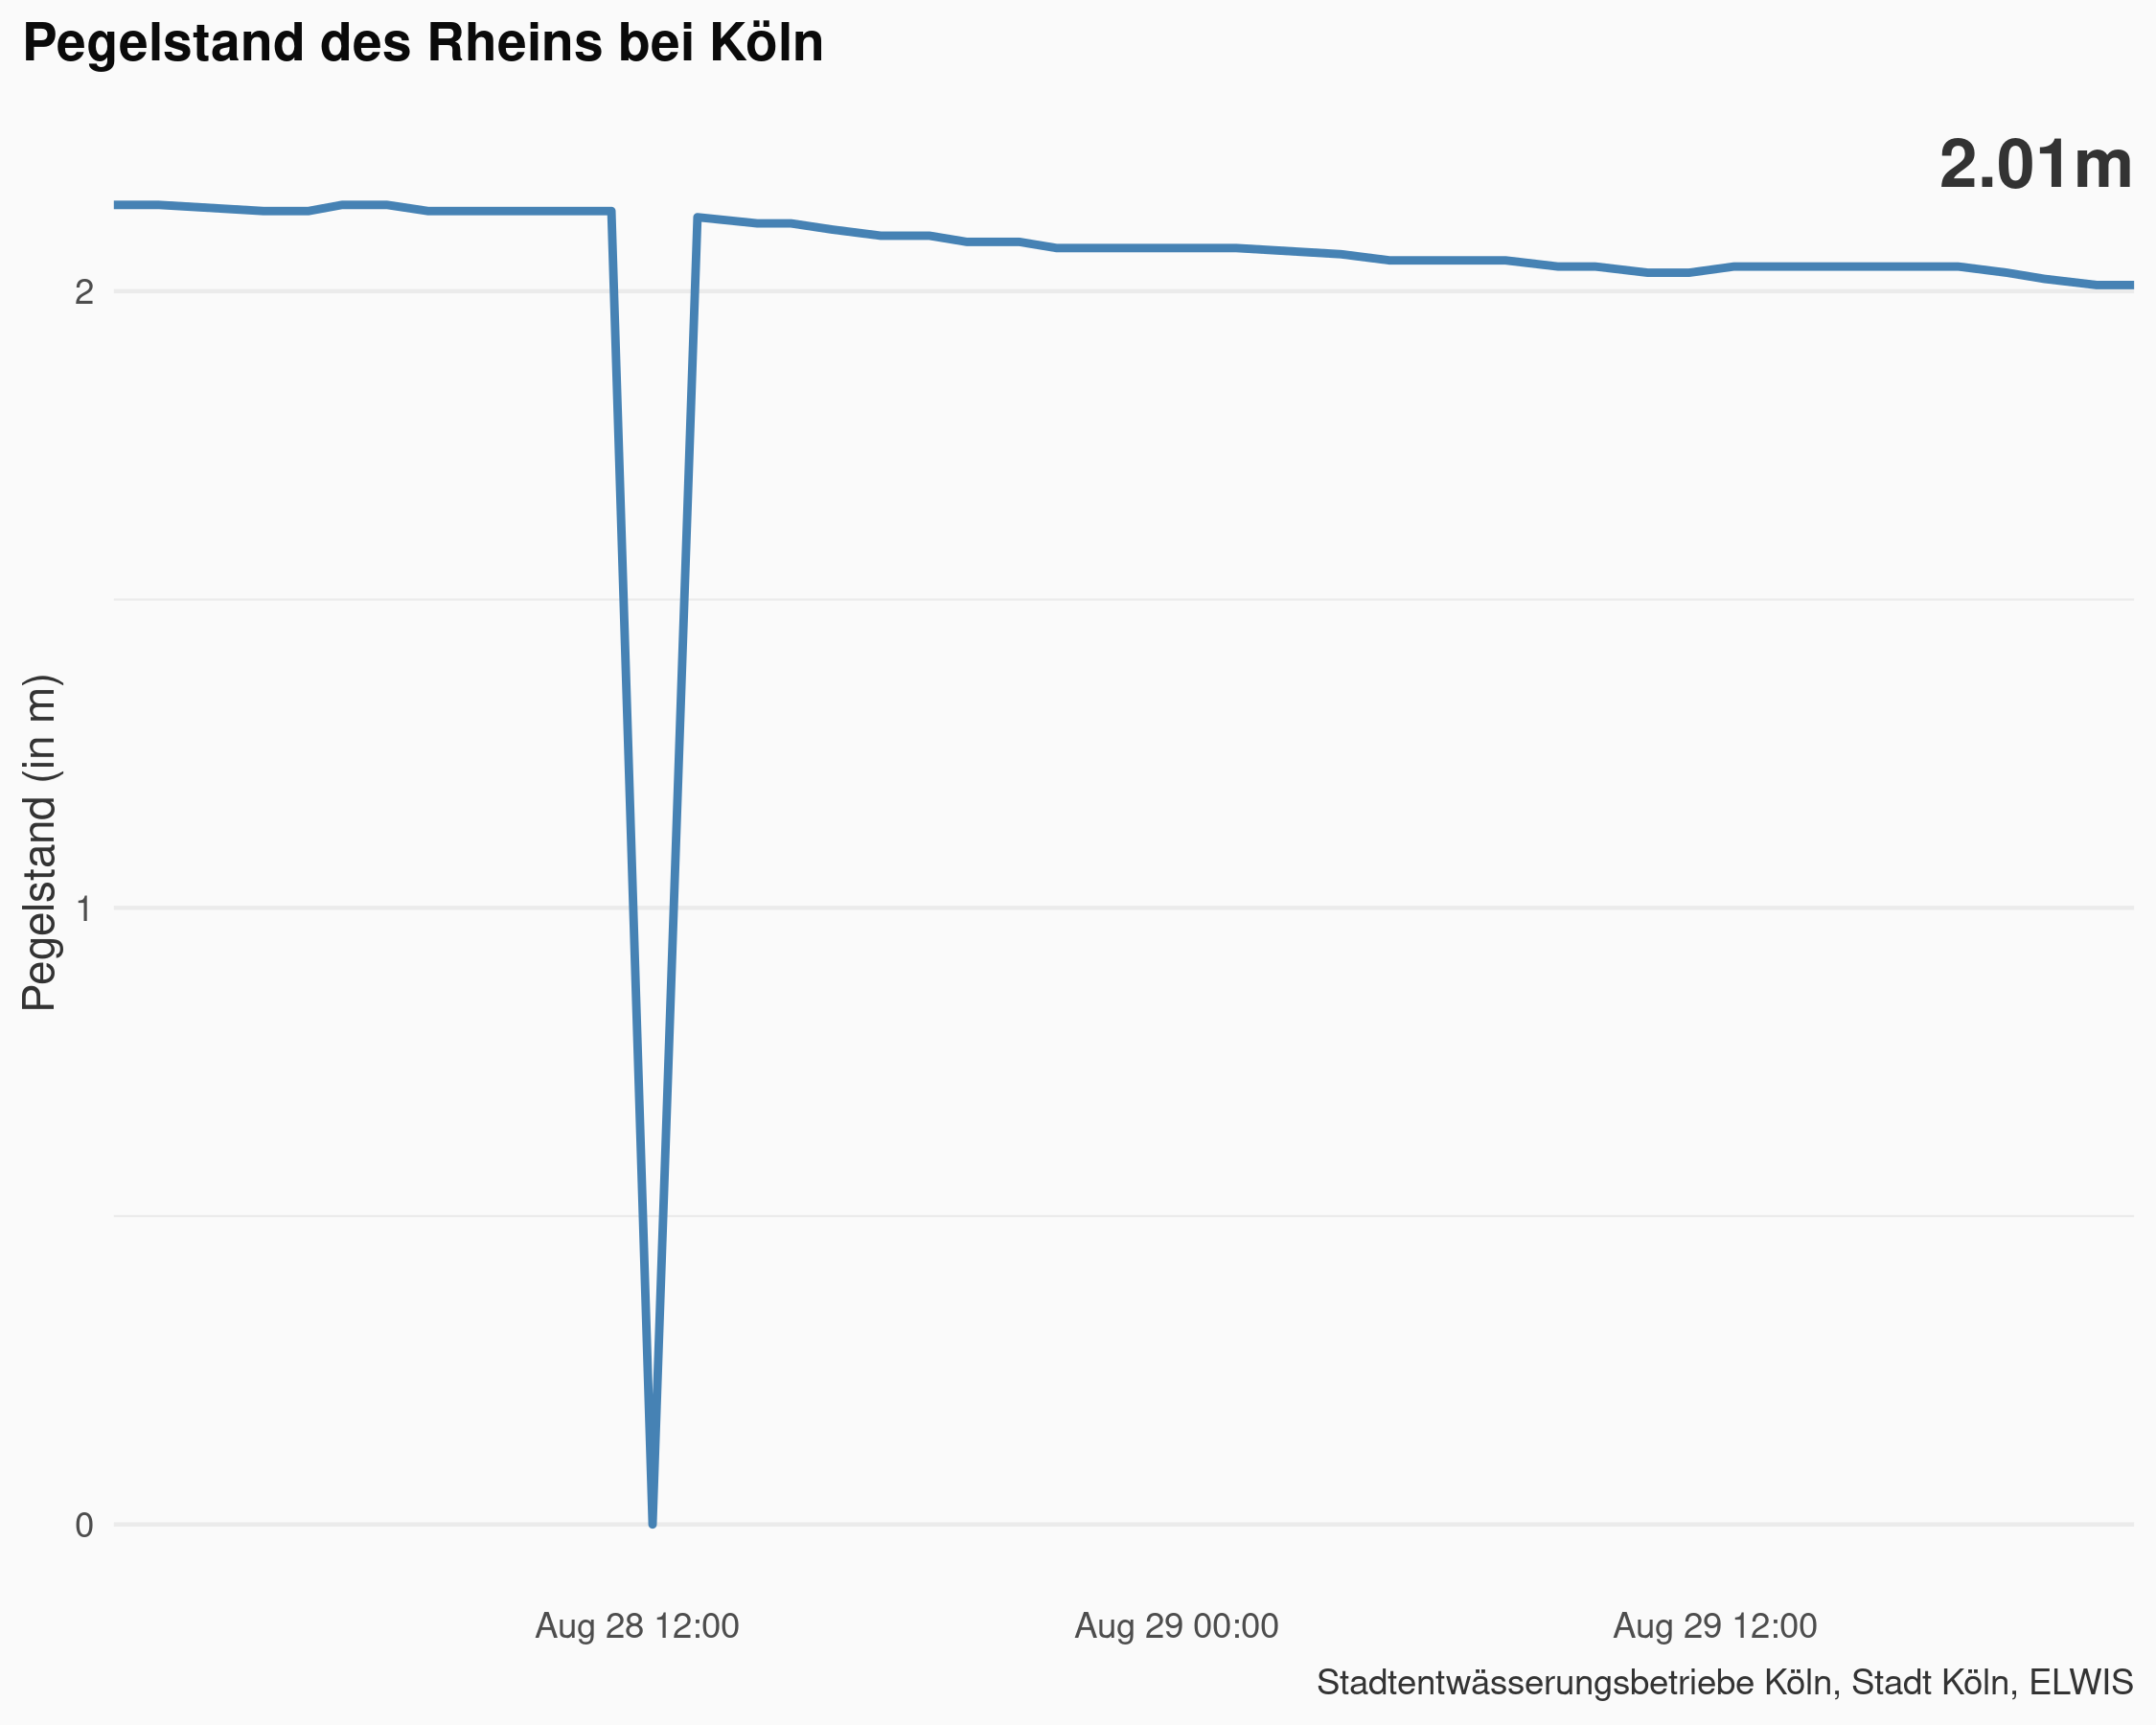 Pegelstand des Rheins bei Köln
2.01m
Pegelstand (in m)
2
1
0
Aug 28 12:00
Aug 29 00:00
Aug 29 12:00
Stadtentwässerungsbetriebe Köln, Stadt Köln, ELWIS